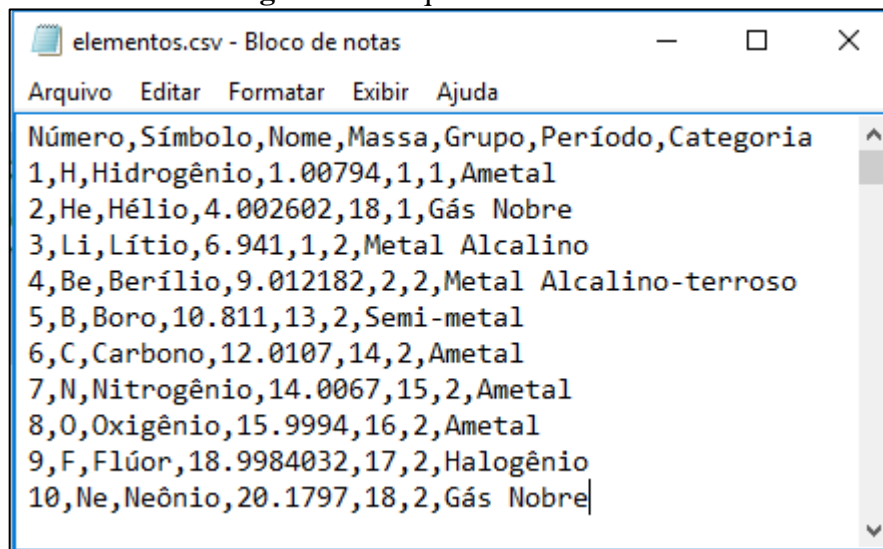 elementos.csv - Bloco de notas
Arquivo Editar Formatar Exibir Ajuda
Número,Símbolo,Nome,Massa,Grupo,Período,Categoria
1,H,Hidrogênio,1.00794,1,1,Ametal
2,He,Hélio,4.002602,18,1,Gás Nobre
3,Li,Lítio,6.941,1,2,Metal Alcalino
4,Be,Berílio,9.012182,2,2,Metal Alcalino-terroso
5,B,Boro,10.811,13,2,Semi-metal
6,C,Carbono,12.0107,14,2,Ametal
7,N,Nitrogênio,14.0067,15,2,Ametal
8,O,Oxigênio,15.9994,16,2,Ametal
9,F,Flúor,18.9984032,17,2,Halogênio
10,Ne,Neônio,20.1797,18,2,Gás Nobre